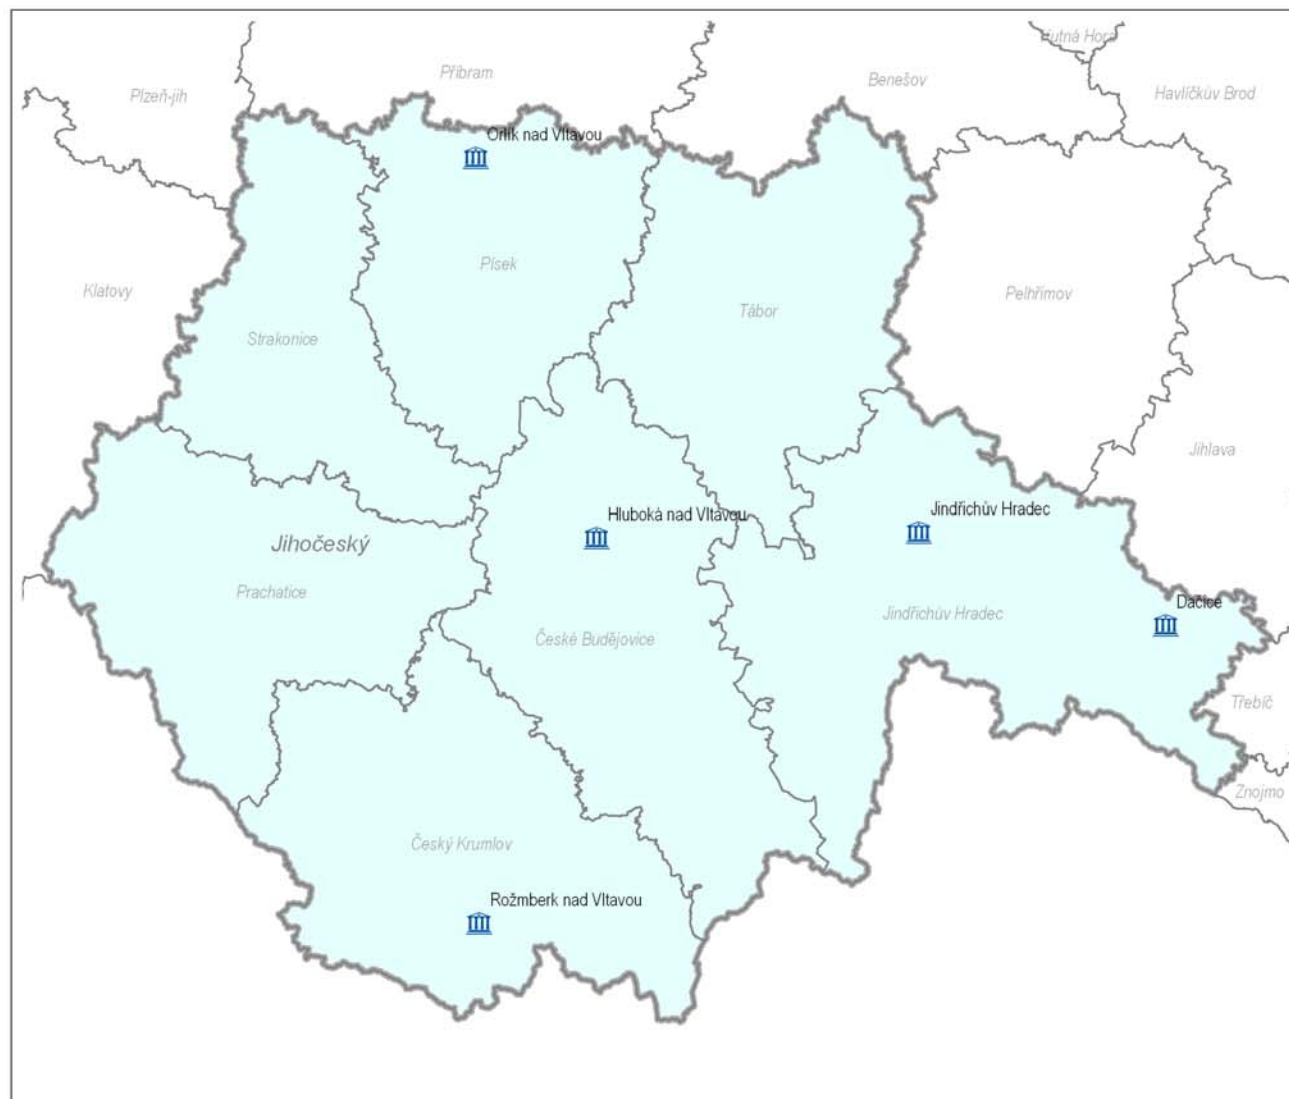 Kutná Hora
Příbram
Benešov
Plzeň-jih
Havlíčkův Brod
Orlík nad Vltavou
Písek
Klatovy
Pelhřimov
Tábor
Strakonice
Jihlava
Jindřichův Hradec
Hluboká nad Vltavou
Jihočeský
Prachatice
Dačice
Jindřichův Hradec
České Budějovice
Třebíč
Znojmo
Český Krumlov
Rožmberk nad Vltavou